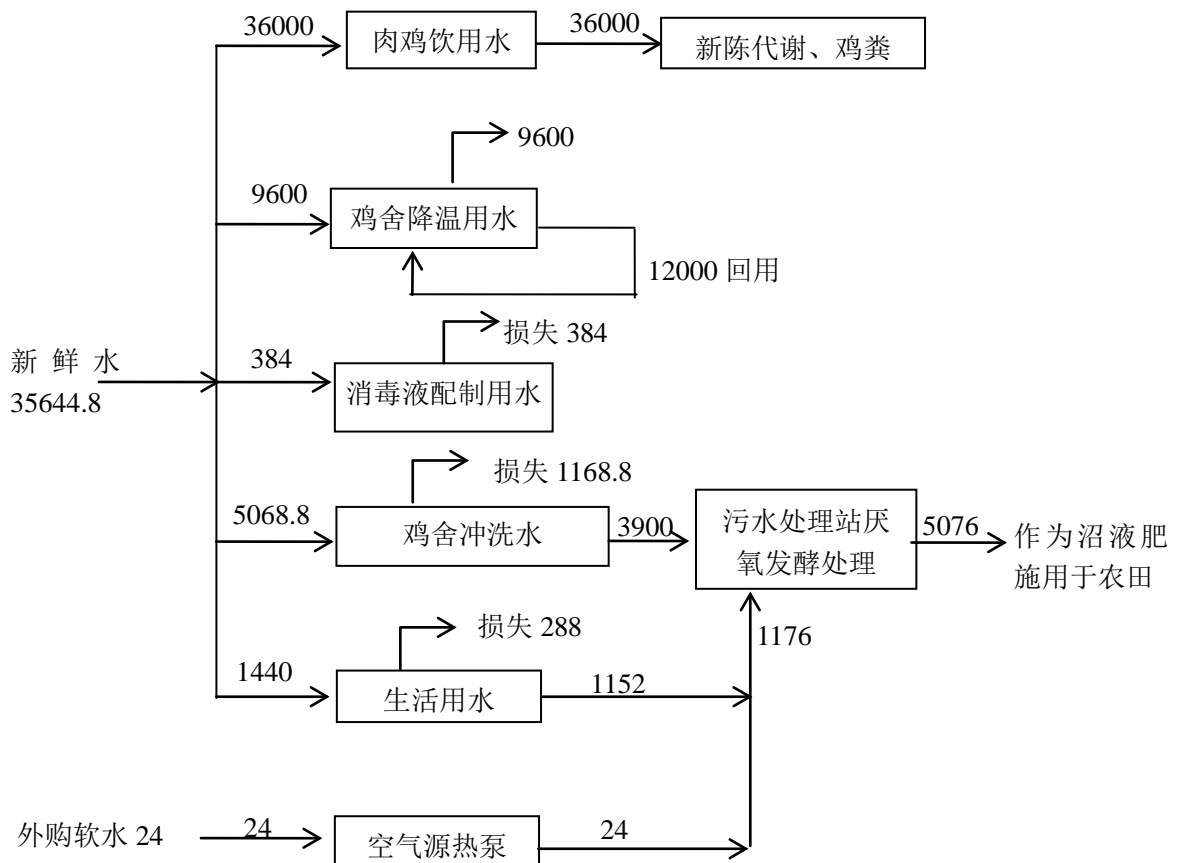 36000
肉鸡饮用水
36000
新陈代谢、鸡粪
9600
9600
鸡舍降温用水
12000 回用
损失 384
新 鲜 水
35644.8
384
消毒液配制用水
损失 1168.8
5068.8
鸡舍冲洗水
3900
污水处理站厌
氧发酵处理
5076
作为沼液肥
施用于农田
损失 288
1176
1440
生活用水
1152
外购软水 24
24
空气源热泵
24